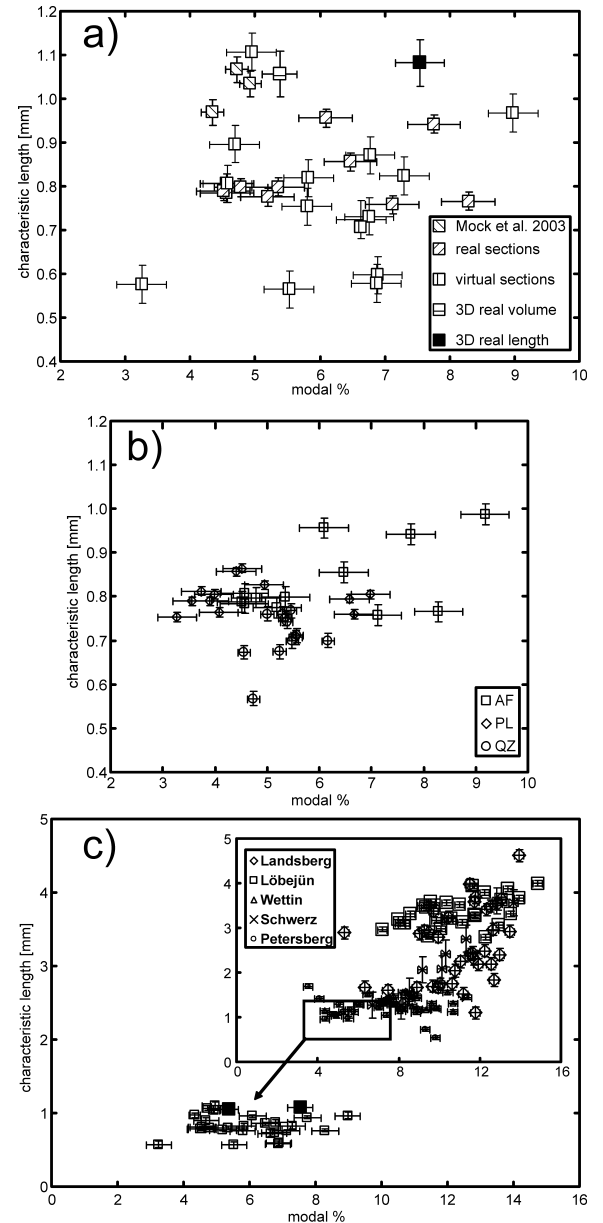 a)
1.2
1.1
1.0
0.9
0.8
0.7
0.6
0.5
0.4
characteristic length [mm]
Mock et al. 2003
real sections
virtual sections
3D real volume
3D real length
2 3 4 5 6 7 8 9 10
modal %
b)
1.2
1.1
1.0
0.9
0.8
0.7
0.6
0.5
0.4
characteristic length [mm]
AF
PL
QZ
2 3 4 5 6 7 8 9 10
modal %
c)
5
4
3
2
1
0
characteristic length [mm]
5
4
3
2
1
0
Landsberg
Löbejün
Wettin
Schwerz
Petersberg
0 4 8 12 16
0 2 4 6 8 10 12 14 16
modal %